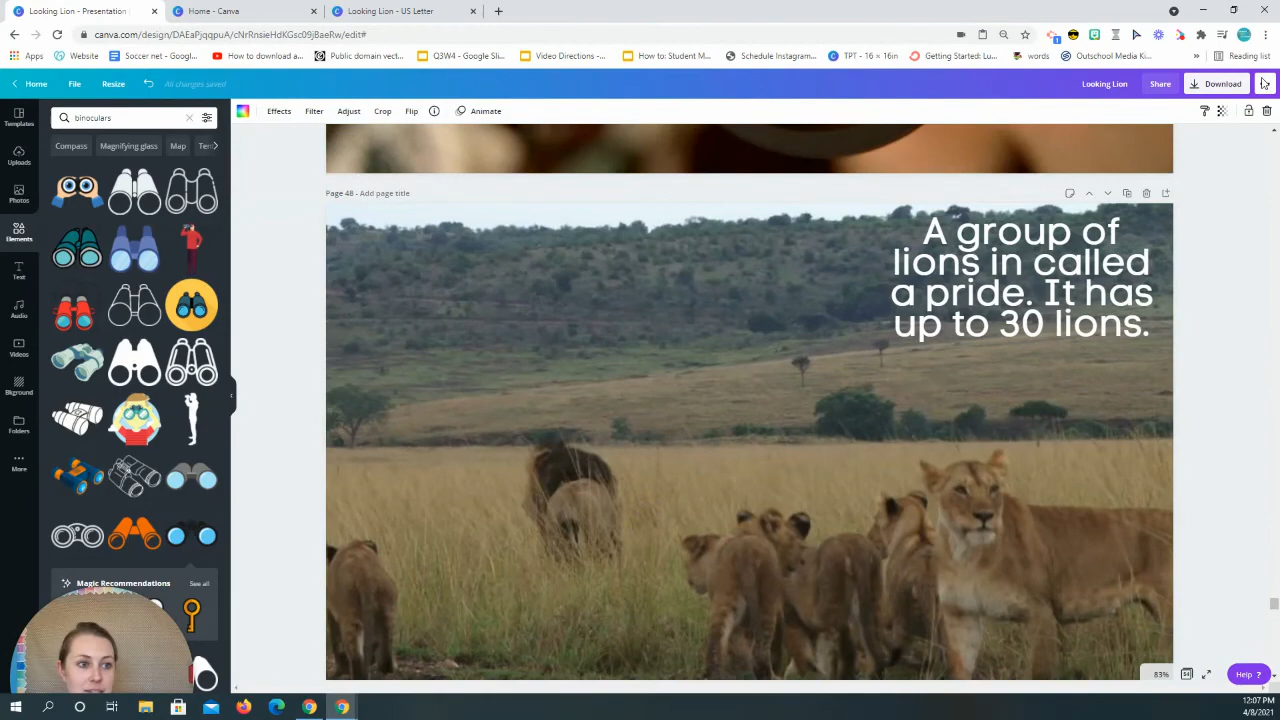 Looking Lion - Presentation
Home - Canva
Looking Lion - US Letter
canva.com/design/DAEaPjqqpuA/cNrRnsieHdKGsc09jBaeRw/edit#
Apps
Website
Soccer net - Googl...
How to download a...
Public domain vect...
Q3W4 - Google Sli...
Video Directions -...
How to: Student M...
Schedule Instagram...
TPT - 16 × 16in
Getting Started: Lu...
words
Outschool Media Ki...
»
Reading list
Home
File
Resize
All changes saved
Looking Lion
Share
Download
Templates
binoculars
Effects
Filter
Adjust
Crop
Flip
Animate
Compass
Magnifying glass
Map
Ten
Uploads
Photos
Elements
Text
Audio
Videos
Bkground
Folders
More
Page 48 - Add page title
A group of
lions in called
a pride. It has
up to 30 lions.
Magic Recommendations
See all
83%
54
Help ?
12:07 PM
4/8/2021